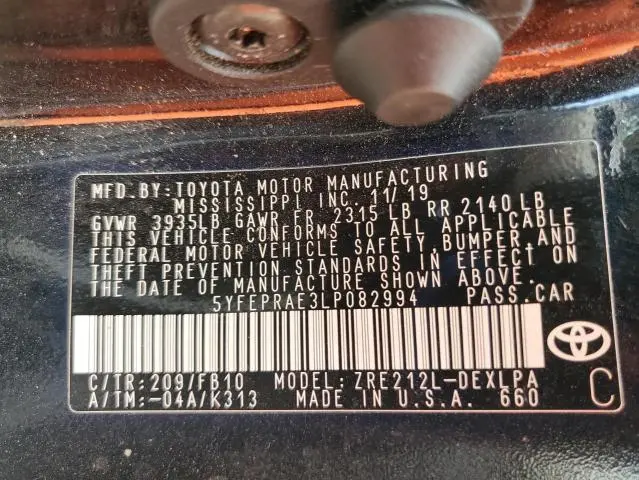 MFD.BY:TOYOTA MOTOR MANUFACTURING
MISSISSIPPI INC. 11/19
GVWR 3935LB GAWR FR 2315 LB RR 2140 LB
THIS VEHICLE CONFORMS TO ALL APPLICABLE
FEDERAL MOTOR VEHICLE SAFETY,BUMPER,AND
THEFT PREVENTION STANDARDS IN EFFECT ON
THE DATE OF MANUFACTURE SHOWN ABOVE.
5YFEPRAE3LP082994 PASS.CAR
C/TR:209/FB10 MODEL:ZRE212L-DEXLPA
A/TM:-04A/K313 MADE IN U.S.A. 660 C